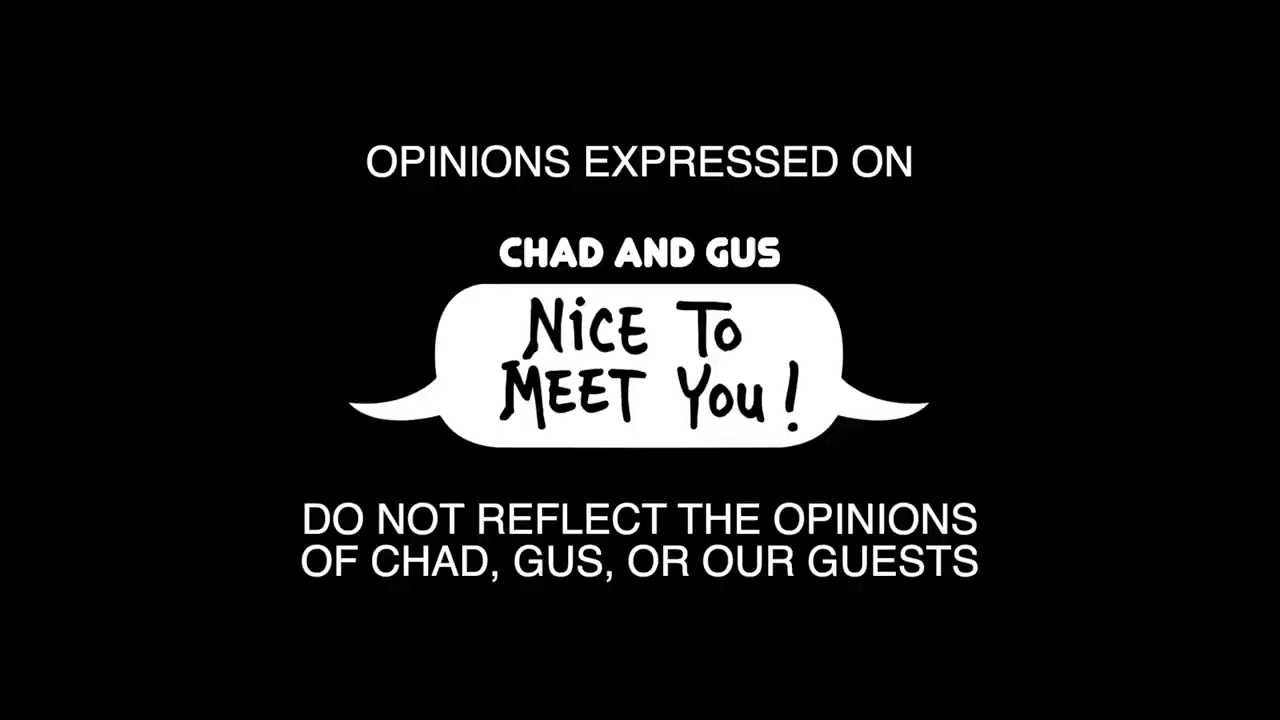 OPINIONS EXPRESSED ON
CHAD AND GUS
NiCE To
MEET You!
DO NOT REFLECT THE OPINIONS
OF CHAD, GUS, OR OUR GUESTS